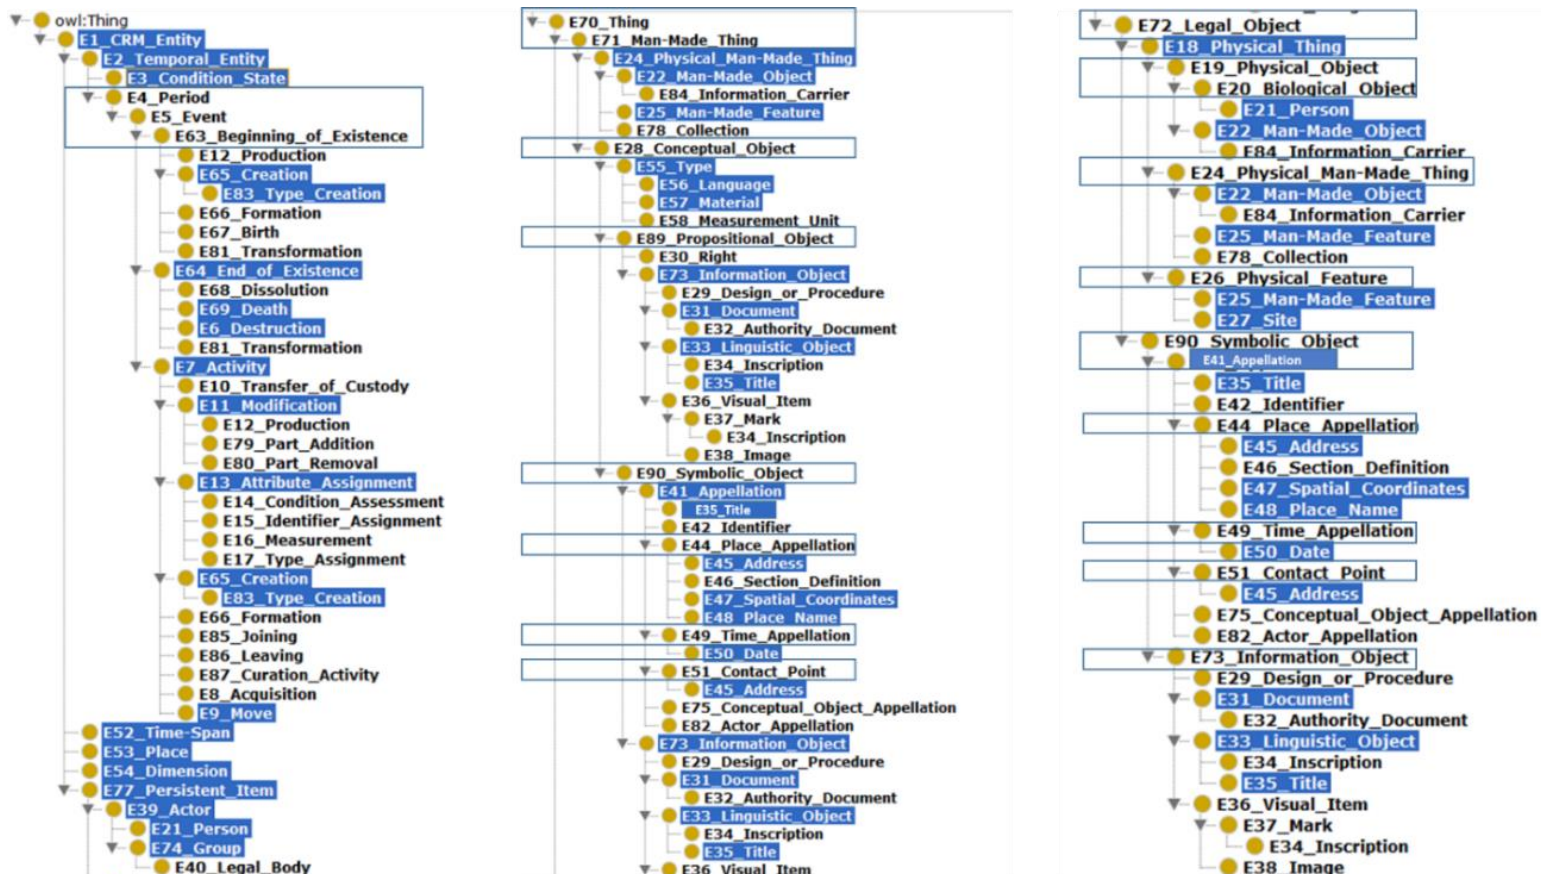 owl:Thing
E1_CRM_Entity
E2_Temporal_Entity
E3_Condition_State
E4_Period
E5_Event
E63_Beginning_of_Existence
E12_Production
E65_Creation
E83_Type_Creation
E66_Formation
E67_Birth
E81_Transformation
E64_End_of_Existence
E68_Dissolution
E69_Death
E6_Destruction
E81_Transformation
E7_Activity
E10_Transfer_of_Custody
E11_Modification
E12_Production
E79_Part_Addition
E80_Part_Removal
E13_Attribute_Assignment
E14_Condition_Assessment
E15_Identifier_Assignment
E16_Measurement
E17_Type_Assignment
E65_Creation
E83_Type_Creation
E66_Formation
E85_Joining
E86_Leaving
E87_Curation_Activity
E8_Acquisition
E9_Move
E52_Time-Span
E53_Place
E54_Dimension
E77_Persistent_Item
E39_Actor
E21_Person
E74_Group
E40_Legal_Body
E70_Thing
E71_Man-Made_Thing
E24_Physical_Man-Made_Thing
E22_Man-Made_Object
E84_Information_Carrier
E25_Man-Made_Feature
E78_Collection
E28_Conceptual_Object
E55_Type
E56_Language
E57_Material
E58_Measurement_Unit
E89_Propositional_Object
E30_Right
E73_Information_Object
E29_Design_or_Procedure
E31_Document
E32_Authority_Document
E33_Linguistic_Object
E34_Inscription
E35_Title
E36_Visual_Item
E37_Mark
E34_Inscription
E38_Image
E90_Symbolic_Object
E41_Appellation
E35_Title
E42_Identifier
E44_Place_Appellation
E45_Address
E46_Section_Definition
E47_Spatial_Coordinates
E48_Place_Name
E49_Time_Appellation
E50_Date
E51_Contact_Point
E45_Address
E75_Conceptual_Object_Appellation
E82_Actor_Appellation
E73_Information_Object
E29_Design_or_Procedure
E31_Document
E32_Authority_Document
E33_Linguistic_Object
E34_Inscription
E35_Title
E36_Visual_Item
E72_Legal_Object
E18_Physical_Thing
E19_Physical_Object
E20_Biological_Object
E21_Person
E22_Man-Made_Object
E84_Information_Carrier
E24_Physical_Man-Made_Thing
E22_Man-Made_Object
E84_Information_Carrier
E25_Man-Made_Feature
E78_Collection
E26_Physical_Feature
E25_Man-Made_Feature
E27_Site
E90_Symbolic_Object
E41_Appellation
E35_Title
E42_Identifier
E44_Place_Appellation
E45_Address
E46_Section_Definition
E47_Spatial_Coordinates
E48_Place_Name
E49_Time_Appellation
E50_Date
E51_Contact_Point
E45_Address
E75_Conceptual_Object_Appellation
E82_Actor_Appellation
E73_Information_Object
E29_Design_or_Procedure
E31_Document
E32_Authority_Document
E33_Linguistic_Object
E34_Inscription
E35_Title
E36_Visual_Item
E37_Mark
E34_Inscription
E38_Image